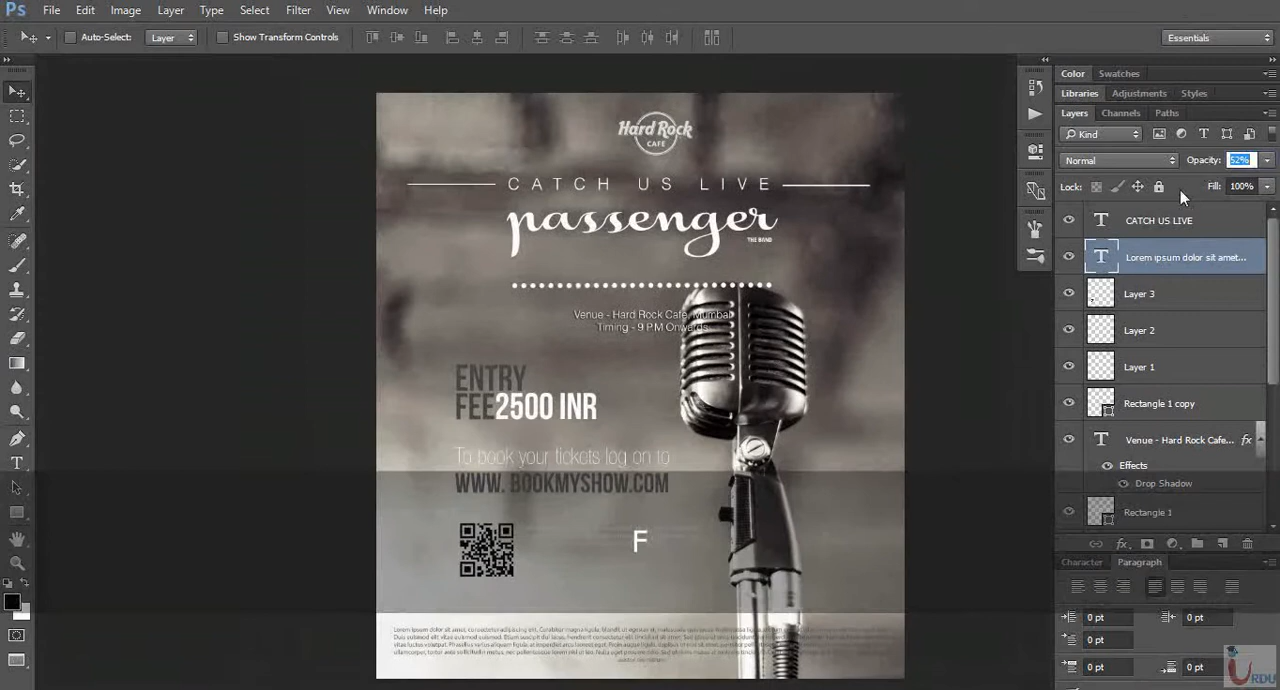 Ps File Edit Image Layer Type Select Filter View Window Help
Auto-Select: Layer Show Transform Controls Essentials
Color Swatches
Libraries Adjustments Styles
Layers Channels Paths
Kind
Normal Opacity: 52%
Lock: Fill: 100%
CATCH US LIVE
Lorem ipsum dolor sit amet...
Layer 3
Layer 2
Layer 1
Rectangle 1 copy
Venue - Hard Rock Cafe... fx
Effects
Drop Shadow
Rectangle 1
Character Paragraph
0 pt 0 pt
0 pt
0 pt 0 pt
Hard Rock
CAFE
CATCH US LIVE
passenger
THE BAND
Venue - Hard Rock Cafe, Mumbai
Timing - 9 P.M Onwards
ENTRY
FEE2500 INR
To book your tickets log on to
WWW. BOOKMYSHOW.COM
F
URDU